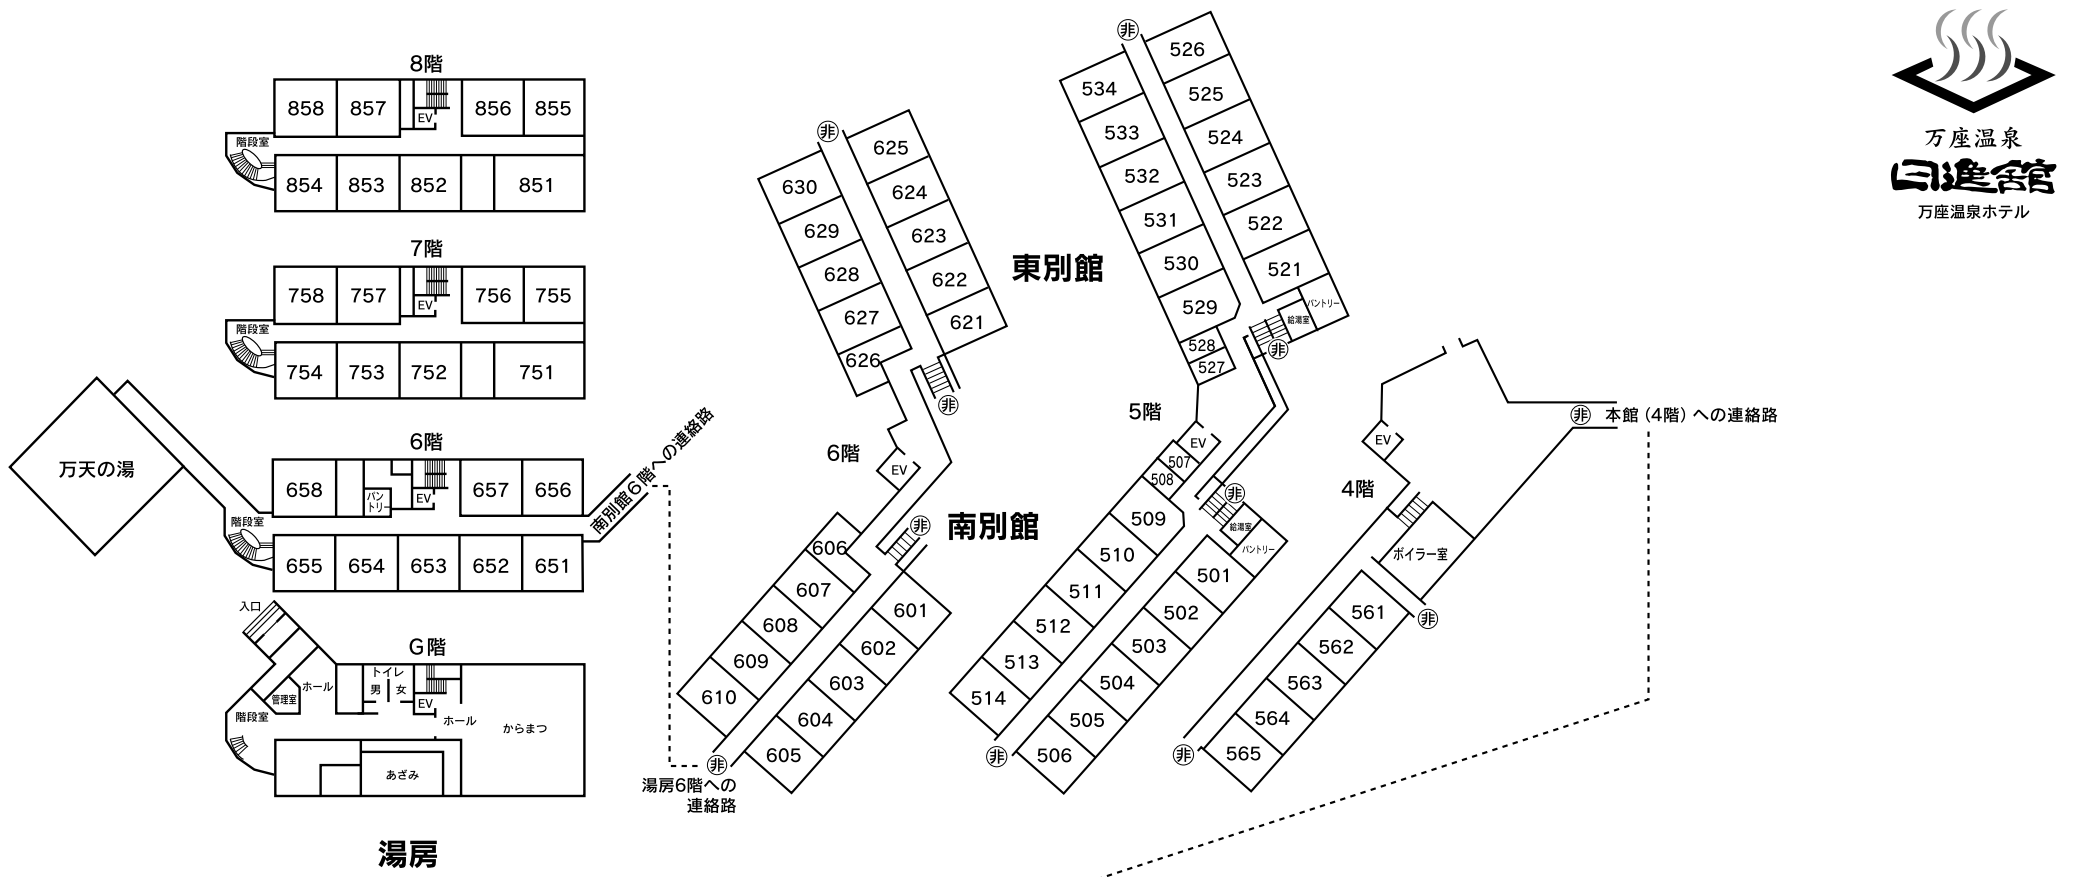 8階
858
857
EV
856
855
階段室
854
853
852
851
7階
758
757
EV
756
755
階段室
754
753
752
751
6階
万天の湯
658
パン
トリー
EV
657
656
南別館6階への連絡路
階段室
655
654
653
652
651
G階
入口
トイレ
男
女
管理室
ホール
EV
階段室
ホール
からまつ
あざみ
湯房
東別館
南別館
6階
非
625
630
624
629
623
628
622
627
621
626
非
EV
非
606
607
608
609
610
601
602
603
604
605
非
湯房6階への
連絡路
5階
非
526
534
525
533
524
532
523
531
522
530
521
529
パントリー
給湯室
528
527
非
EV
507
508
非
給湯室
パントリー
509
510
511
512
513
514
501
502
503
504
505
506
非
4階
EV
非 本館(4階)への連絡路
ボイラー室
非
561
562
563
564
565
非
万座温泉
日進舘
万座温泉ホテル